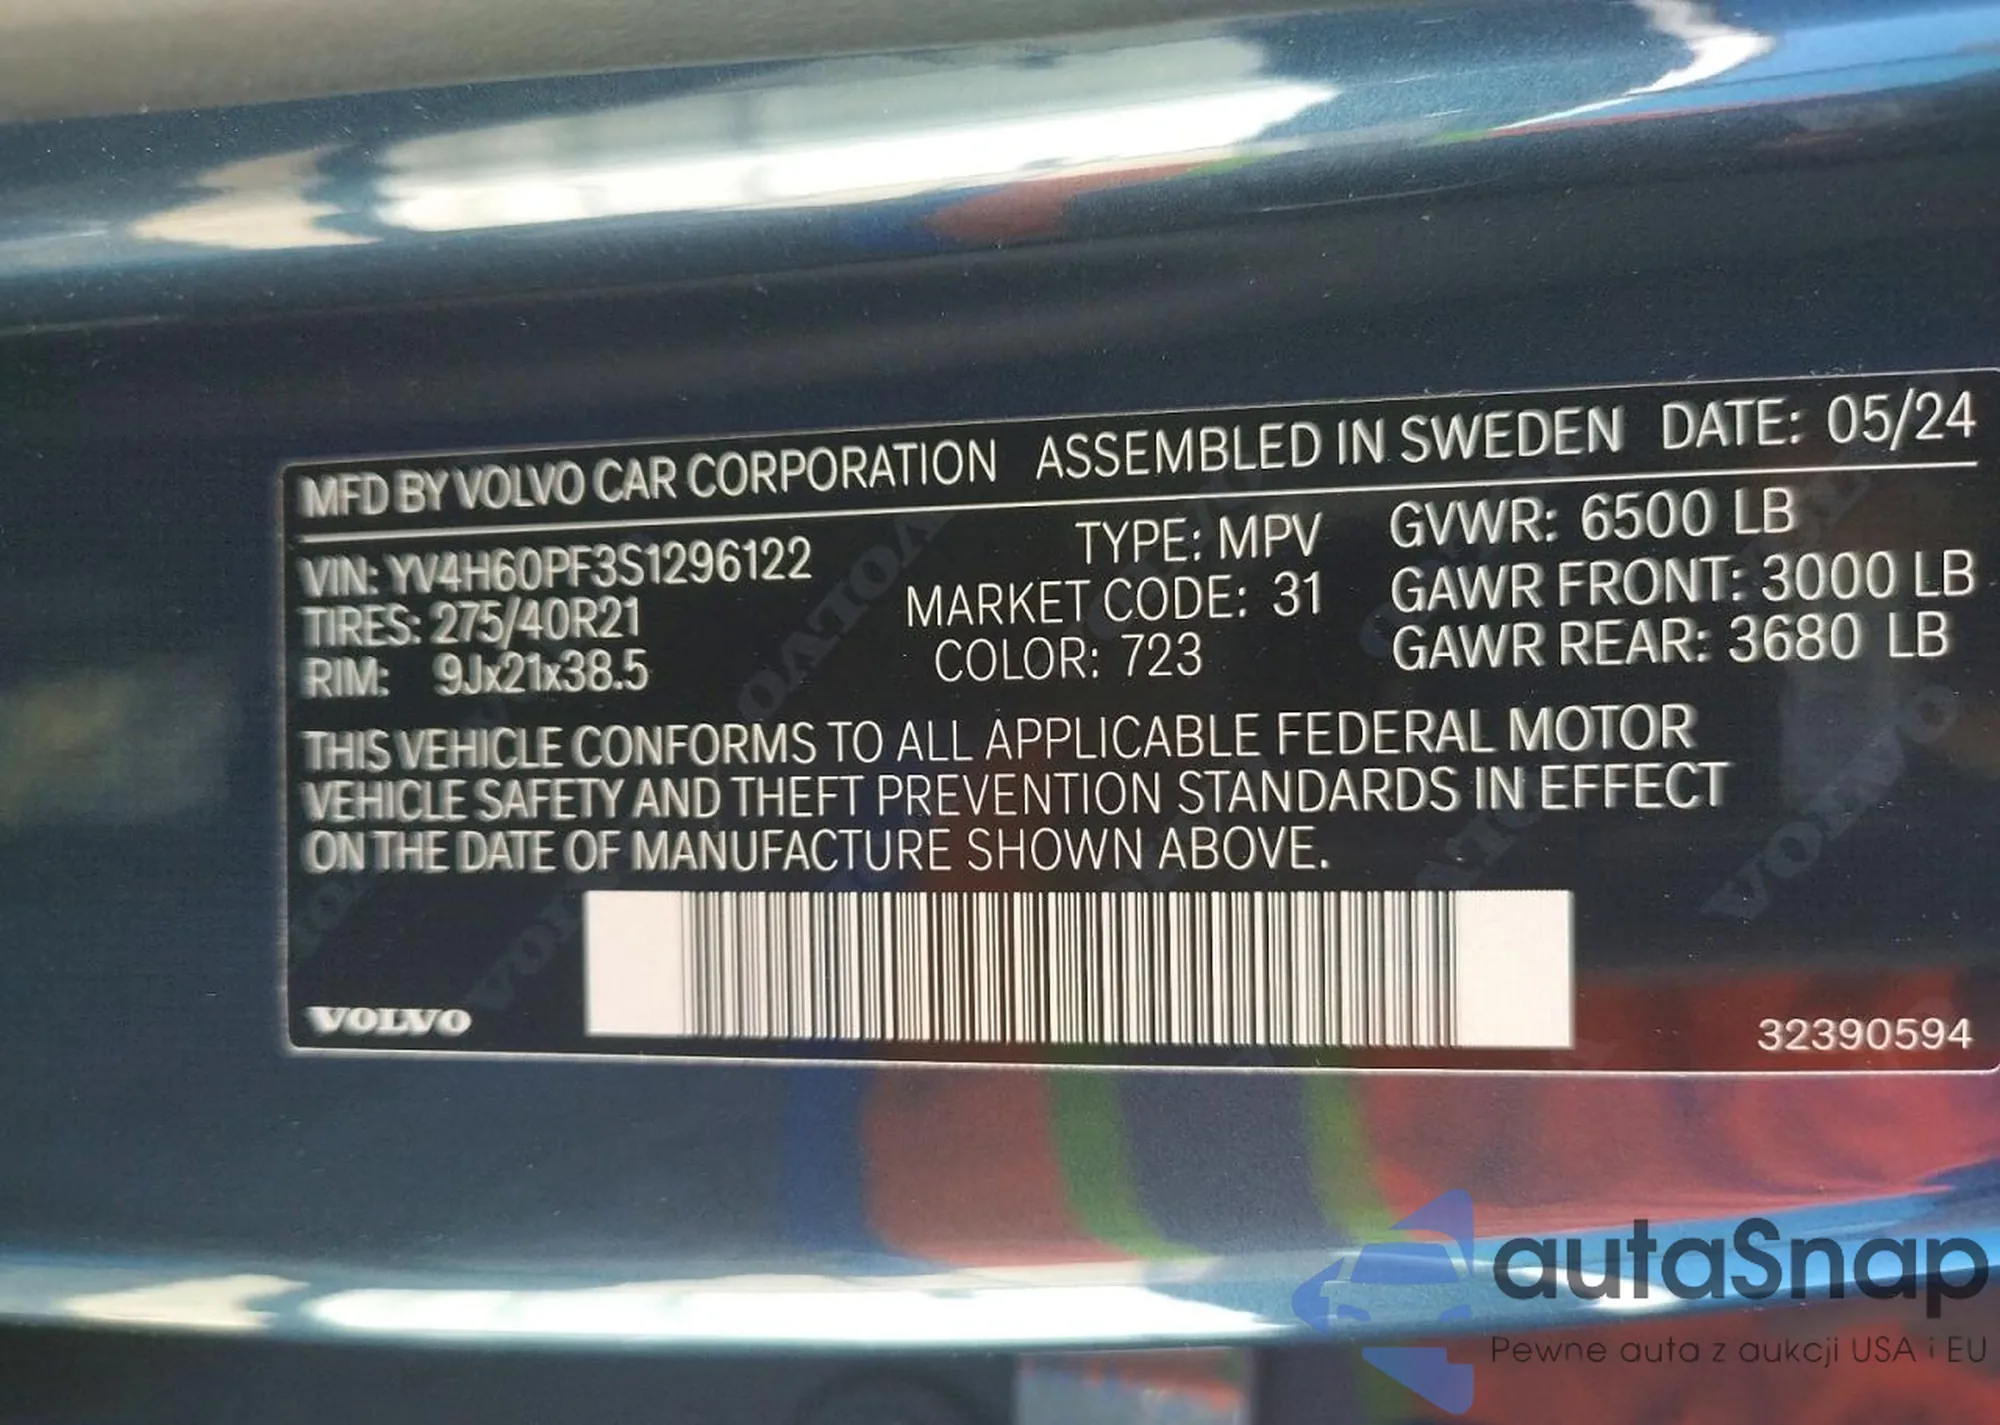 MFD BY VOLVO CAR CORPORATION ASSEMBLED IN SWEDEN DATE: 05/24
VIN: YV4H60PF3S1296122 TYPE: MPV GVWR: 6500 LB
TIRES: 275/40R21 MARKET CODE: 31 GAWR FRONT: 3000 LB
RIM: 9Jx21x38.5 COLOR: 723 GAWR REAR: 3680 LB
THIS VEHICLE CONFORMS TO ALL APPLICABLE FEDERAL MOTOR
VEHICLE SAFETY AND THEFT PREVENTION STANDARDS IN EFFECT
ON THE DATE OF MANUFACTURE SHOWN ABOVE.
VOLVO 32390594
autaSnap
Pewne auta z aukcji USA i EU